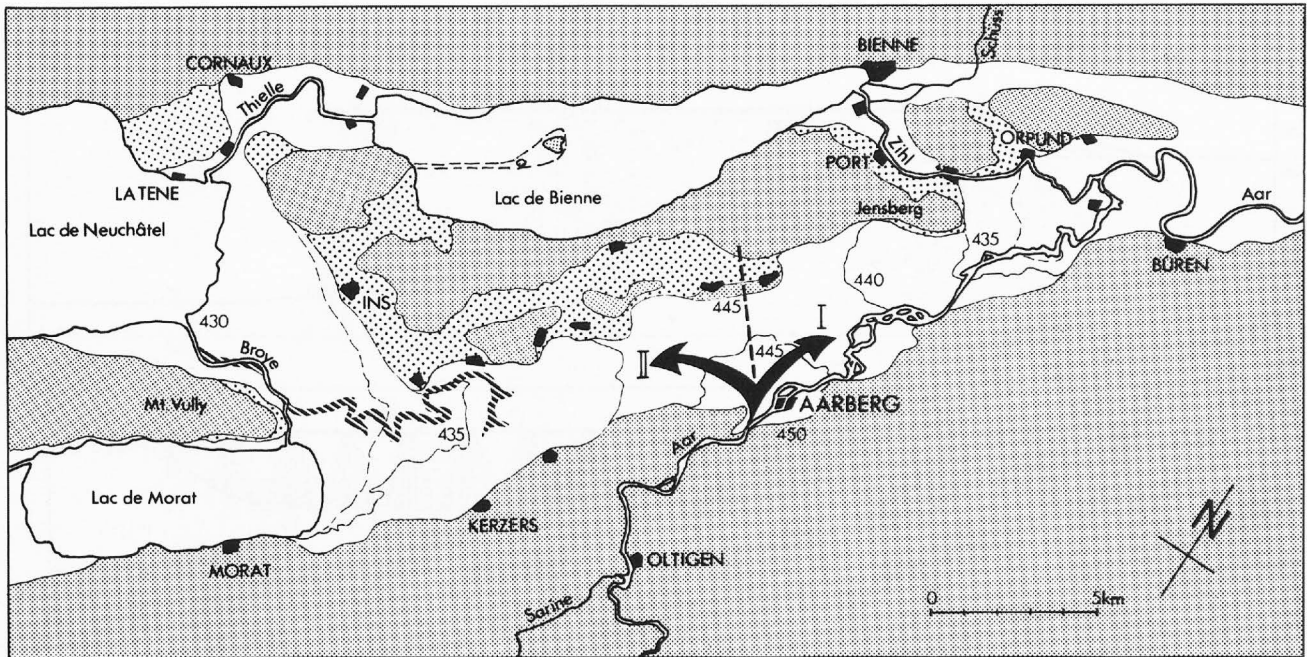 CORNAUX
Thielle
LA TENE
Lac de Neuchâtel
430
Broye
Mt. Vully
Lac de Morat
MORAT
INS
435
KERZERS
Lac de Bienne
BIENNE
Schüss
Zihl
PORT
ORPUND
Jensberg
Aar
BÜREN
435
440
445
445
I
II
AARBERG
450
Aar
OLTIGEN
Sarine
N
0 5km